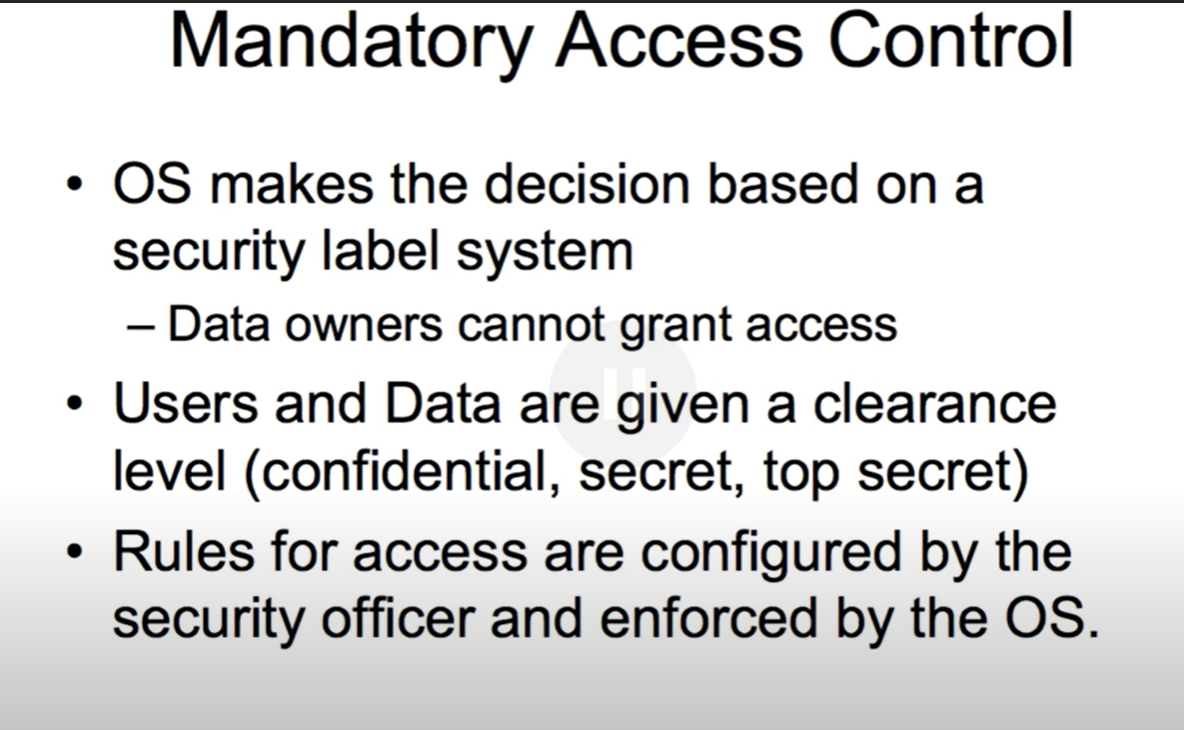 Mandatory Access Control
• OS makes the decision based on a
security label system
– Data owners cannot grant access
• Users and Data are given a clearance
level (confidential, secret, top secret)
• Rules for access are configured by the
security officer and enforced by the OS.